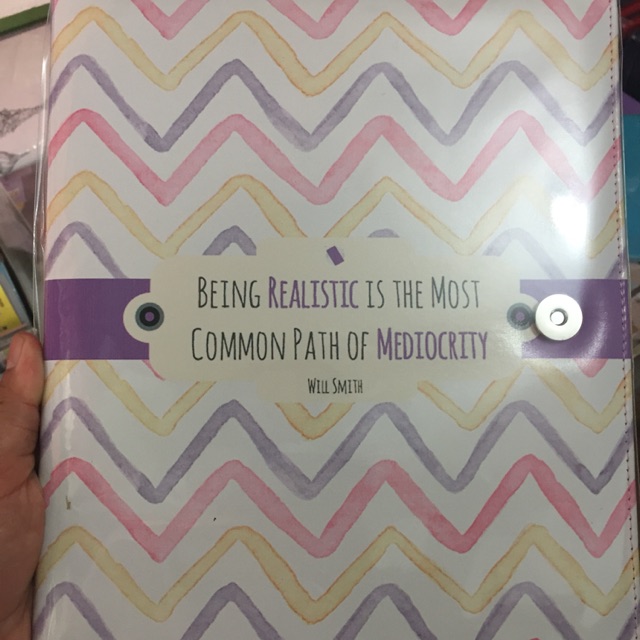 Being Realistic is the Most
Common Path of Mediocrity
Will Smith